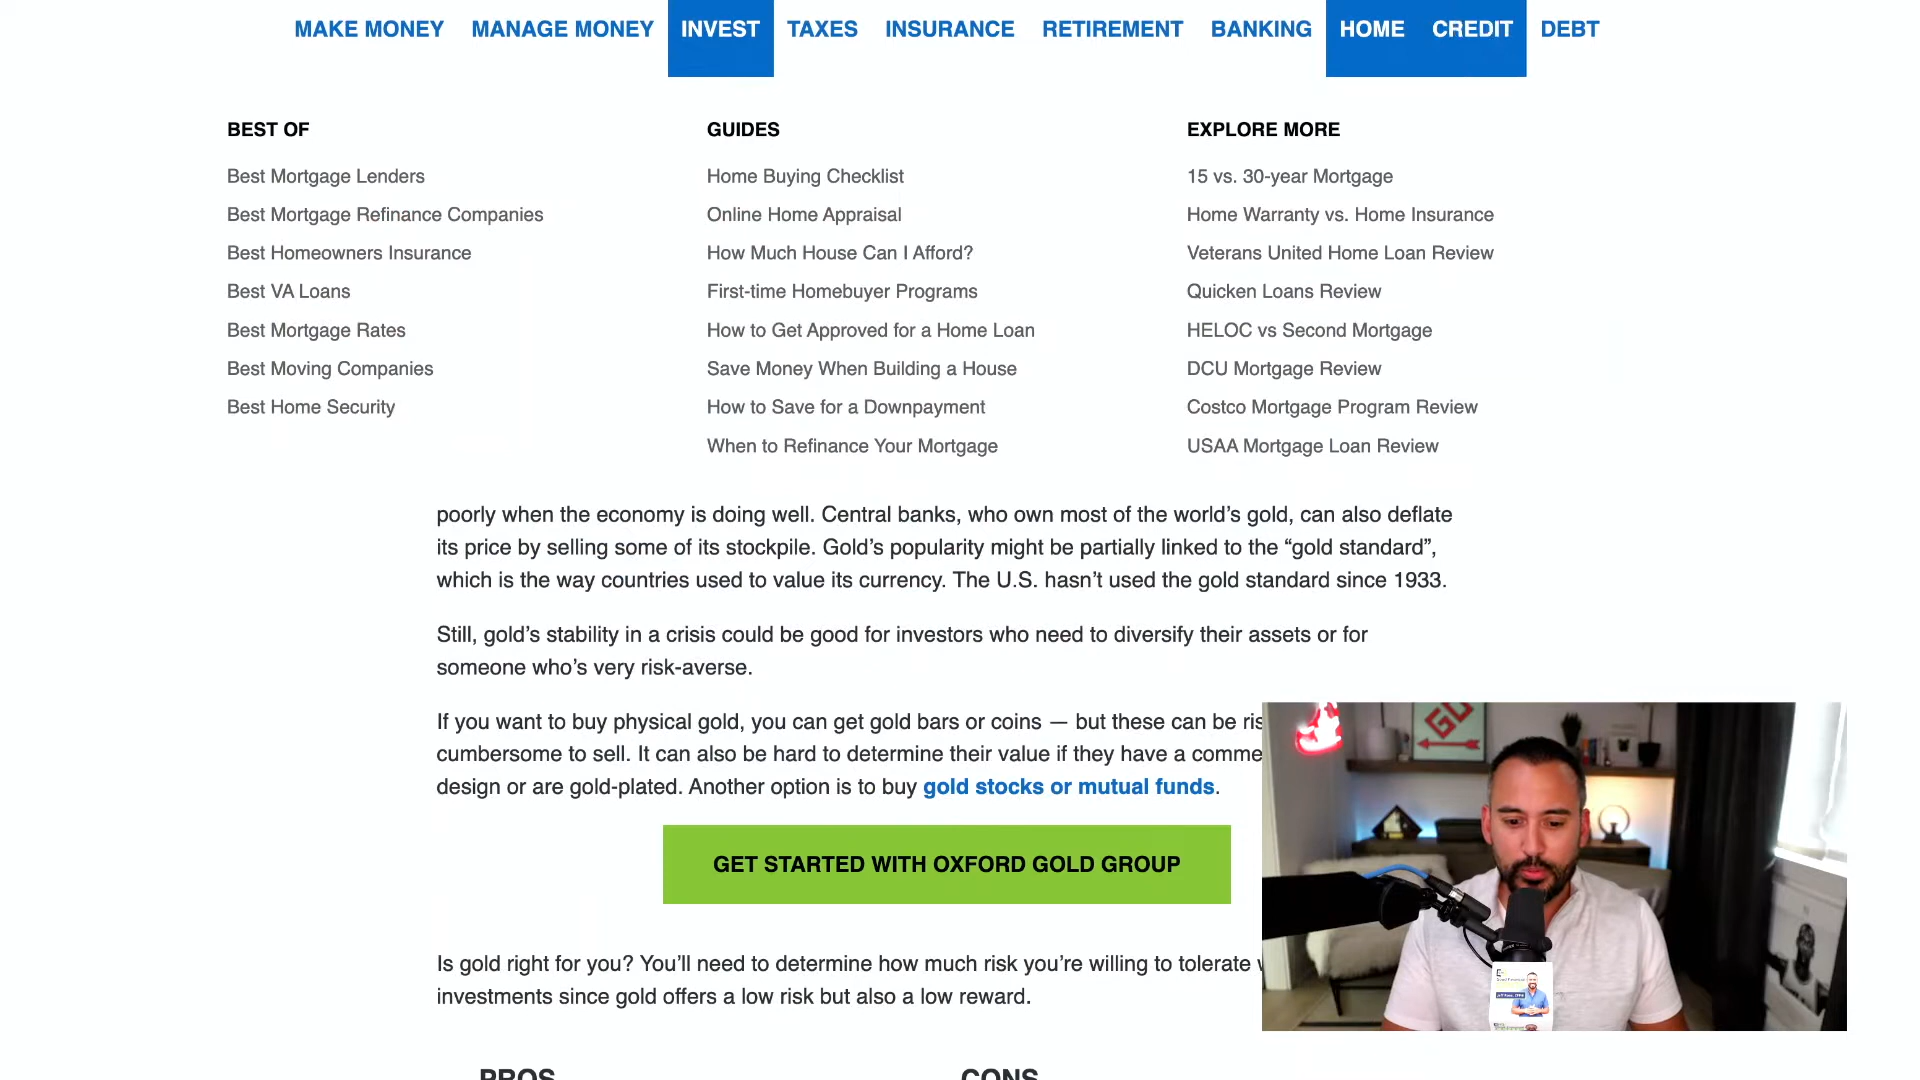 MAKE MONEY MANAGE MONEY INVEST TAXES INSURANCE RETIREMENT BANKING HOME CREDIT DEBT
BEST OF
Best Mortgage Lenders
Best Mortgage Refinance Companies
Best Homeowners Insurance
Best VA Loans
Best Mortgage Rates
Best Moving Companies
Best Home Security
GUIDES
Home Buying Checklist
Online Home Appraisal
How Much House Can I Afford?
First-time Homebuyer Programs
How to Get Approved for a Home Loan
Save Money When Building a House
How to Save for a Downpayment
When to Refinance Your Mortgage
EXPLORE MORE
15 vs. 30-year Mortgage
Home Warranty vs. Home Insurance
Veterans United Home Loan Review
Quicken Loans Review
HELOC vs Second Mortgage
DCU Mortgage Review
Costco Mortgage Program Review
USAA Mortgage Loan Review
poorly when the economy is doing well. Central banks, who own most of the world’s gold, can also deflate
its price by selling some of its stockpile. Gold’s popularity might be partially linked to the “gold standard”,
which is the way countries used to value its currency. The U.S. hasn’t used the gold standard since 1933.
Still, gold’s stability in a crisis could be good for investors who need to diversify their assets or for
someone who’s very risk-averse.
If you want to buy physical gold, you can get gold bars or coins — but these can be ris
cumbersome to sell. It can also be hard to determine their value if they have a comme
design or are gold-plated. Another option is to buy gold stocks or mutual funds.
GET STARTED WITH OXFORD GOLD GROUP
Is gold right for you? You’ll need to determine how much risk you’re willing to tolerate
investments since gold offers a low risk but also a low reward.
PROS
CONS